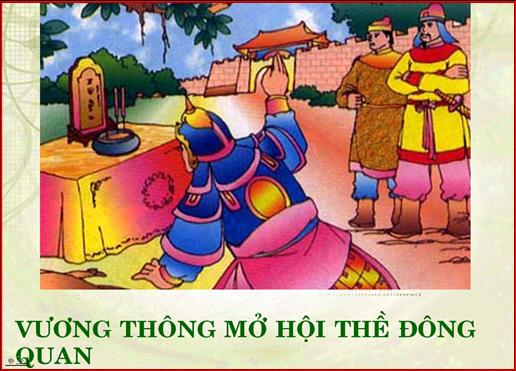 VƯƠNG THÔNG MỞ HỘI THỀ ĐÔNG
QUAN